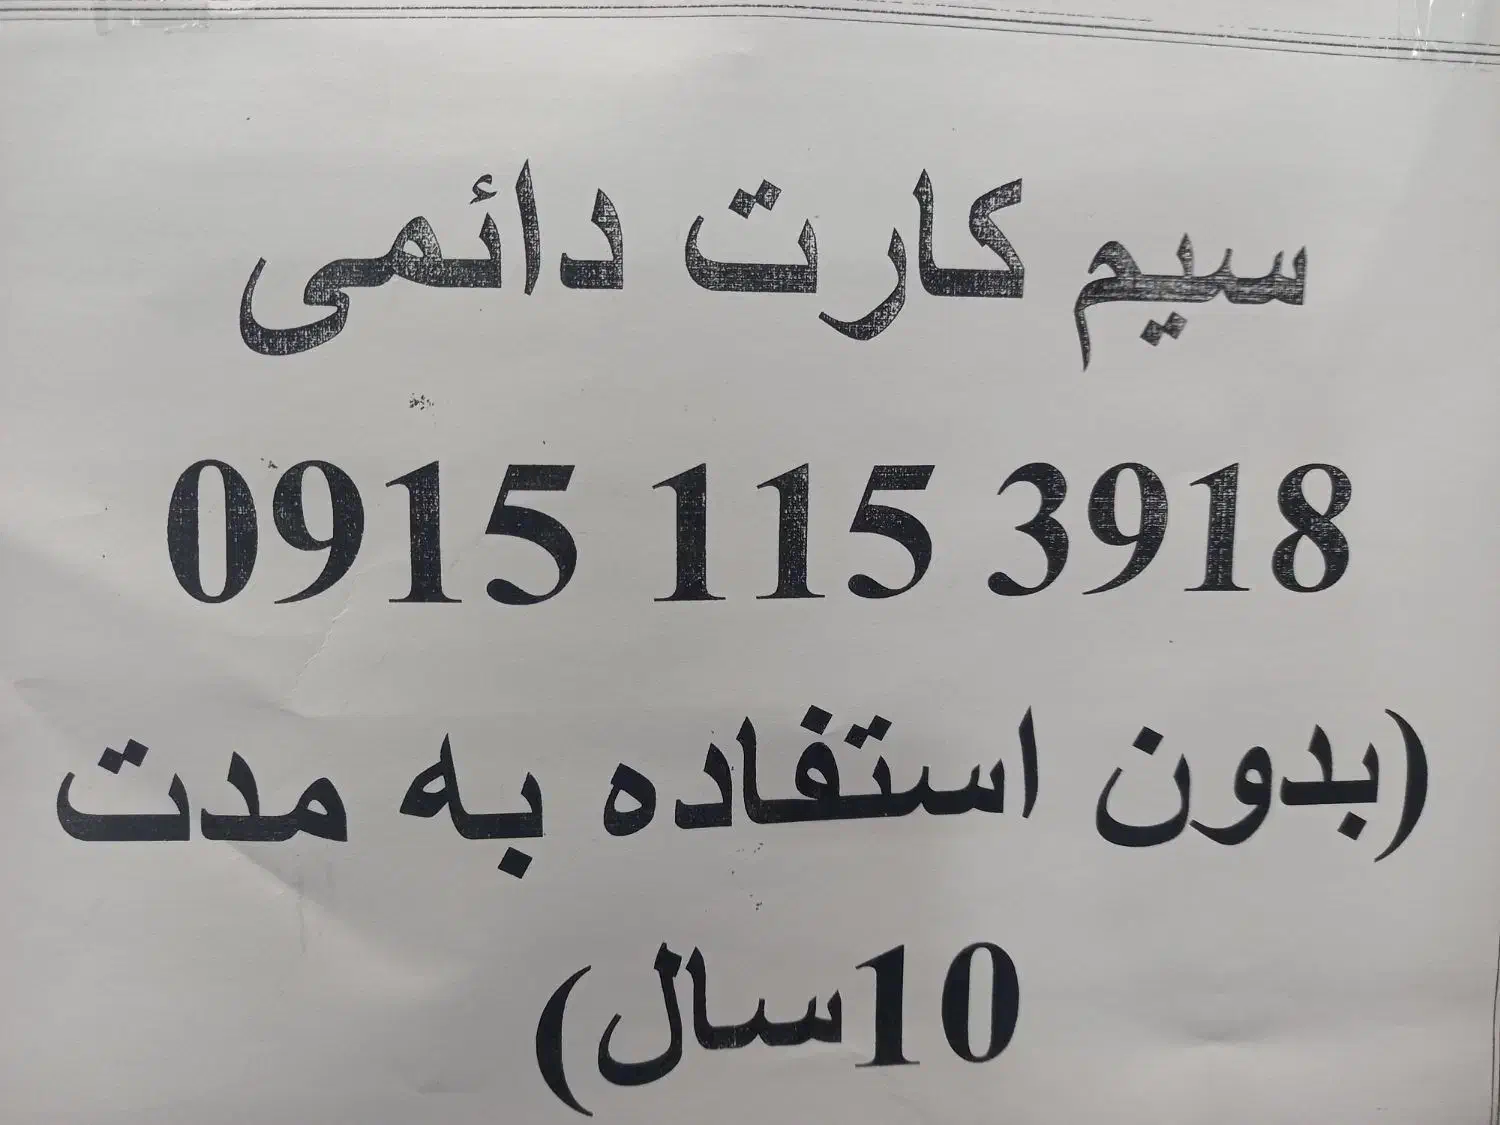 سیم کارت دائمی
0915 115 3918
(بدون استفاده به مدت
10سال)